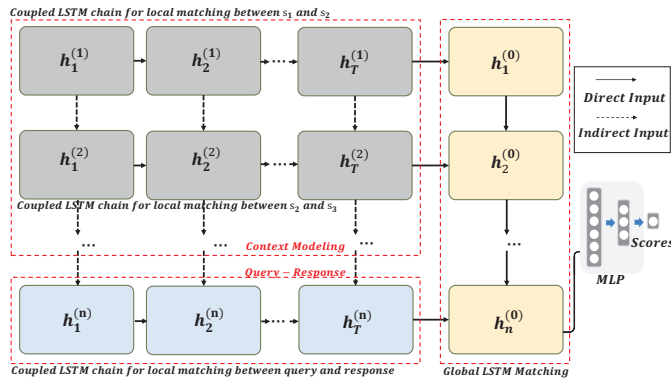 Coupled LSTM chain for local matching between s₁ and s₂
h₁⁽¹⁾ h₂⁽¹⁾ ... h_T⁽¹⁾ h₁⁽⁰⁾
Direct Input
Indirect Input
h₁⁽²⁾ h₂⁽²⁾ ... h_T⁽²⁾ h₂⁽⁰⁾
Coupled LSTM chain for local matching between s₂ and s₃
... ... ... ...
Context Modeling
Scores
MLP
Query − Response
h₁⁽ⁿ⁾ h₂⁽ⁿ⁾ ... h_T⁽ⁿ⁾ hₙ⁽⁰⁾
Coupled LSTM chain for local matching between query and response
Global LSTM Matching